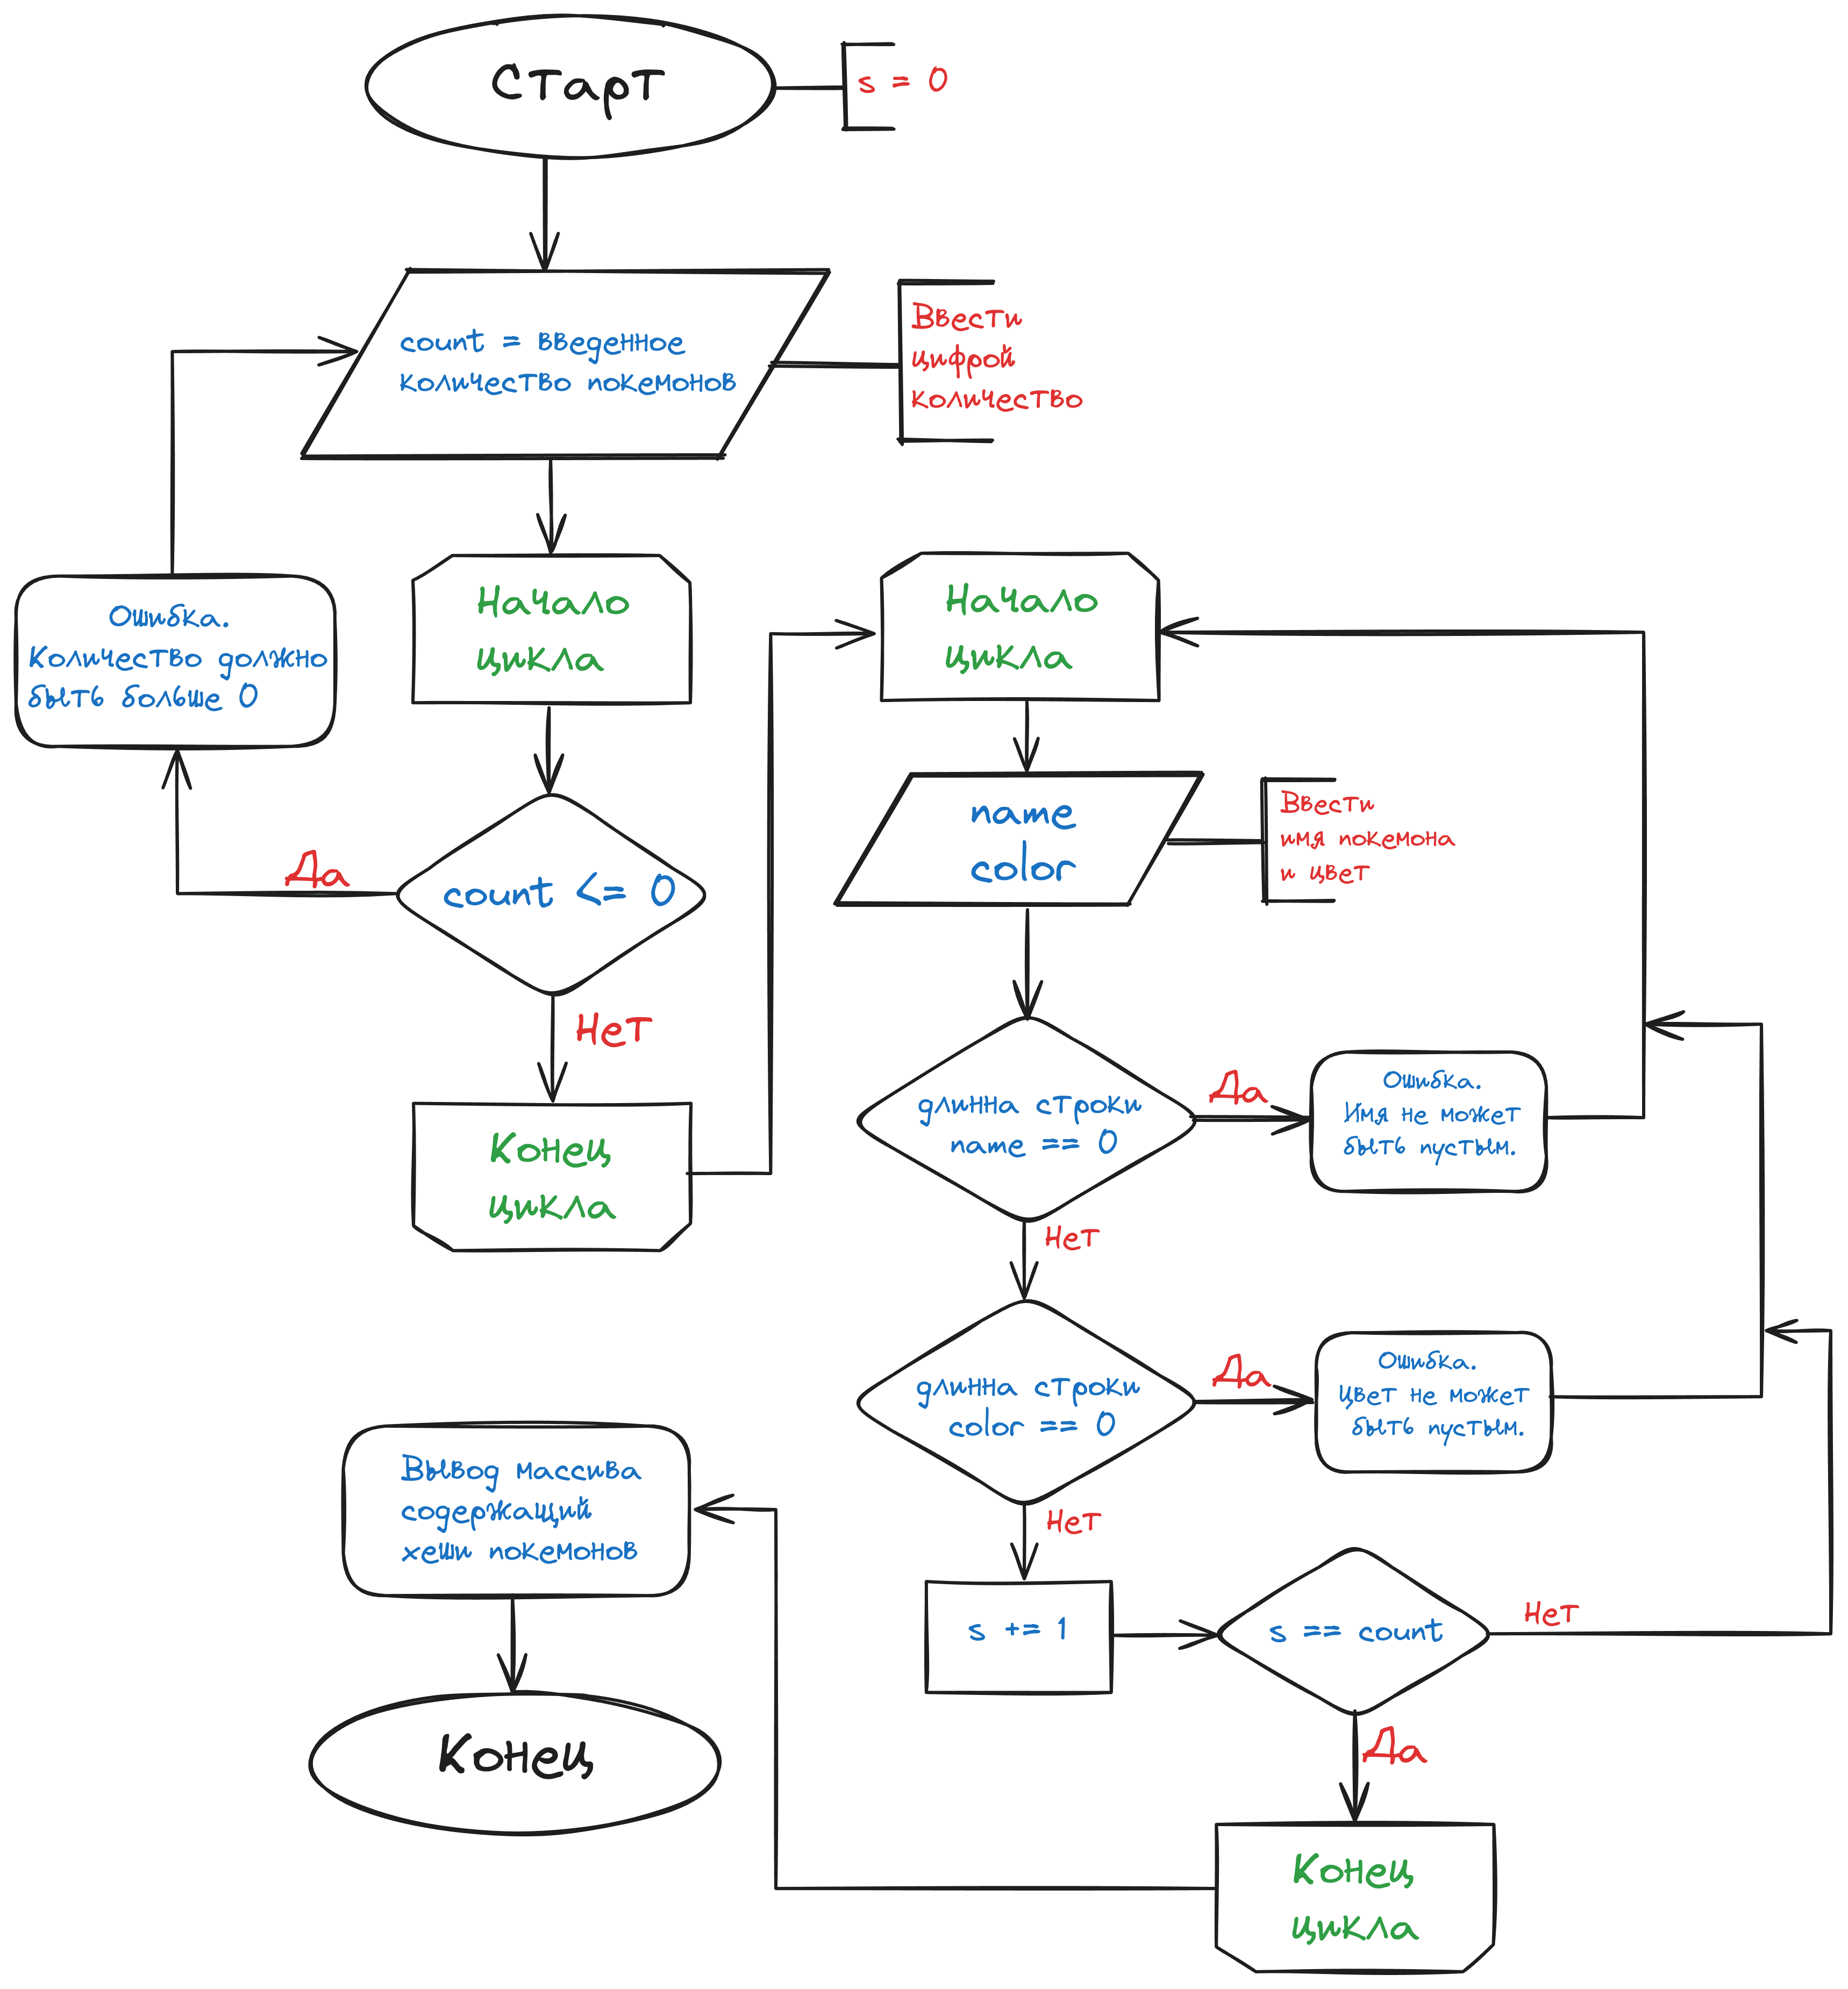 Старт
s = 0
count = введенное
количество покемонов
Ввести
цифрой
количество
Ошибка.
Количество должно
быть больше 0
Начало
цикла
count <= 0
Да
Нет
Конец
цикла
Начало
цикла
name
color
Ввести
имя покемона
и цвет
длинна строки
name == 0
Да
Ошибка.
Имя не может
быть пустым.
Нет
длинна строки
color == 0
Да
Ошибка.
Цвет не может
быть пустым.
Нет
s += 1
s == count
Нет
Да
Конец
цикла
Вывод массива
содержащий
хеши покемонов
Конец